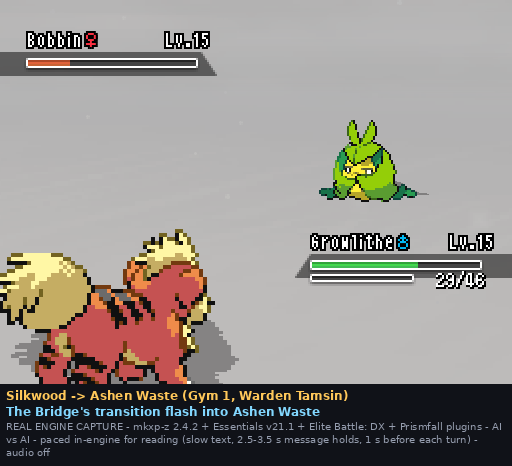 Bobbin♀ Lv.15
Growlithe♂ Lv.15
29/46
Silkwood -> Ashen Waste (Gym 1, Warden Tamsin)
The Bridge's transition flash into Ashen Waste
REAL ENGINE CAPTURE - mkxp-z 2.4.2 + Essentials v21.1 + Elite Battle: DX + Prismfall plugins - AI
vs AI - paced in-engine for reading (slow text, 2.5-3.5 s message holds, 1 s before each turn) -
audio off